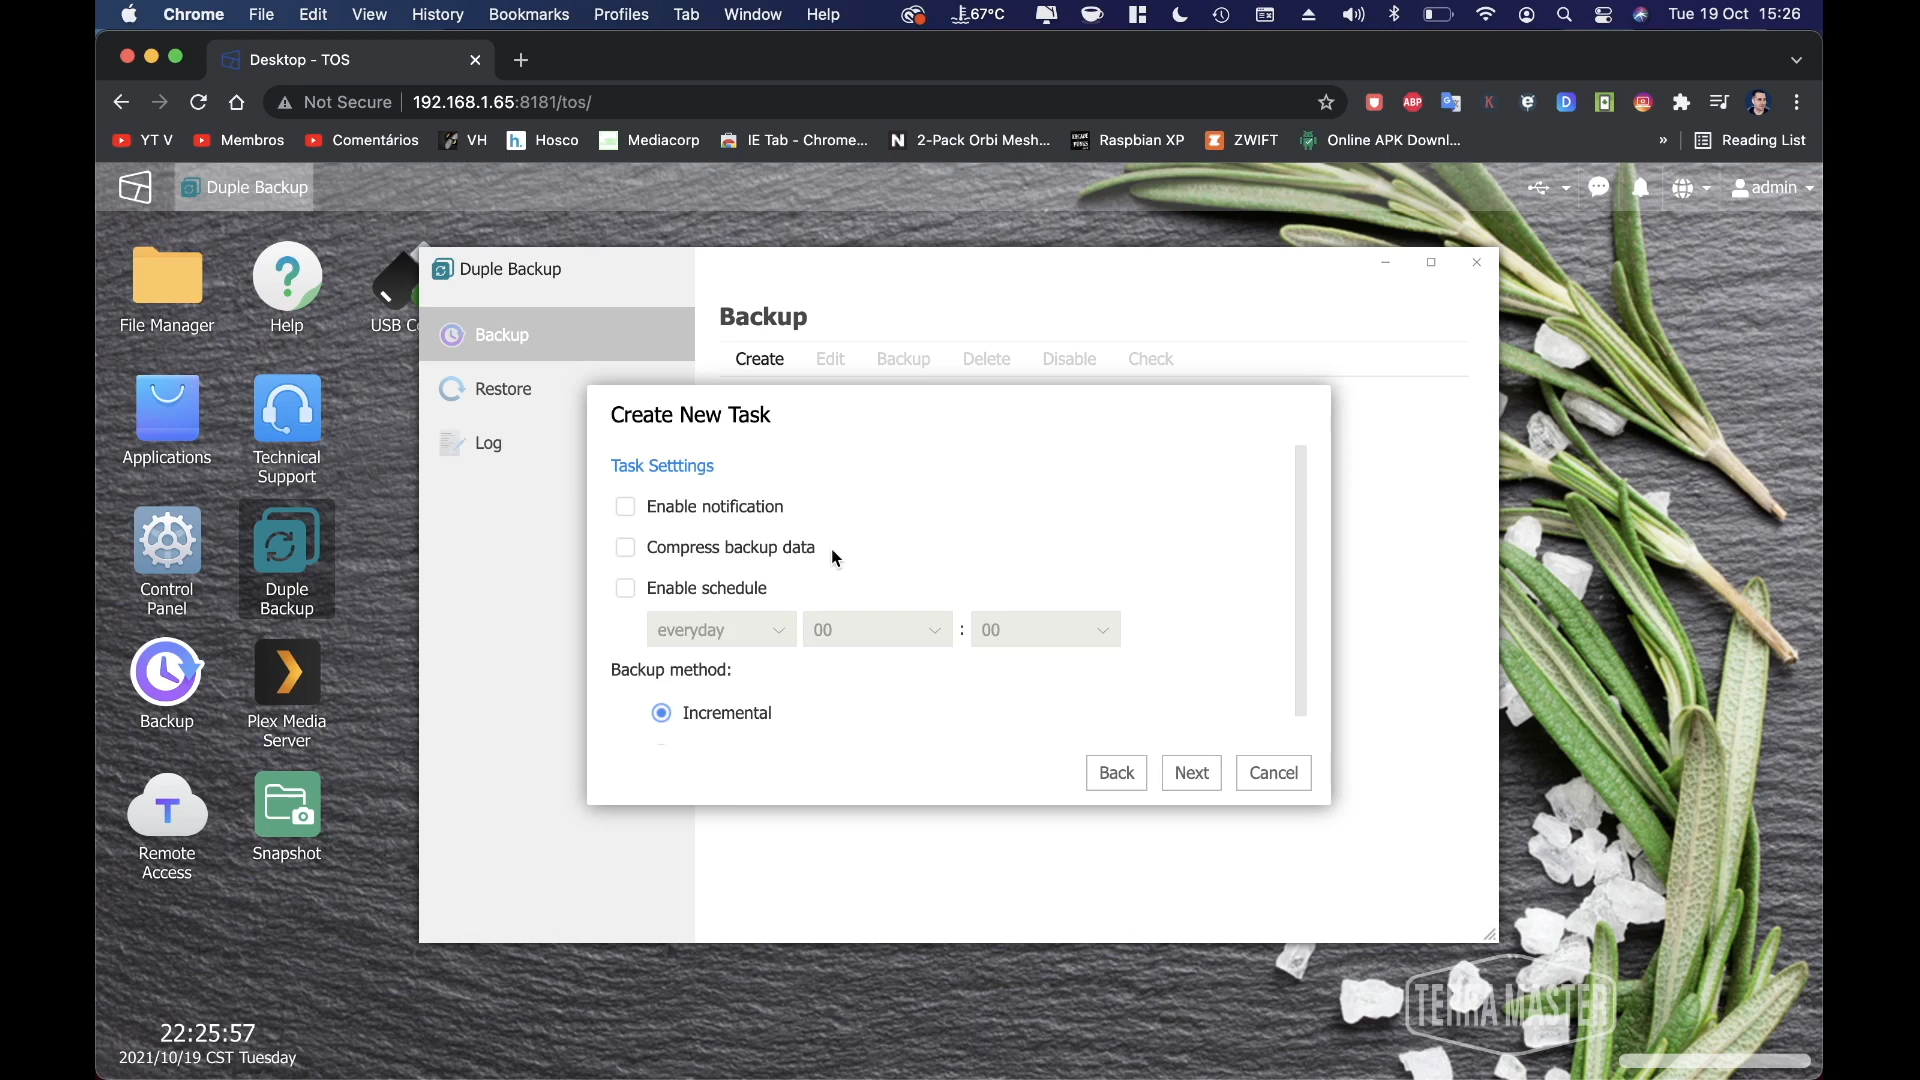 Chrome File Edit View History Bookmarks Profiles Tab Window Help 67°C Tue 19 Oct 15:26
Desktop - TOS
Not Secure 192.168.1.65:8181/tos/ ABP K D
YT V Membros Comentários VH h. Hosco Mediacorp IE Tab - Chrome... N 2-Pack Orbi Mesh... Raspbian XP ZWIFT Online APK Downl... » Reading List
Duple Backup admin
File Manager
Help
USB C
Applications
Technical
Support
Control
Panel
Duple
Backup
Backup
Plex Media
Server
Remote
Access
Snapshot
Duple Backup
Backup
Restore
Log
Backup
Create Edit Backup Delete Disable Check
Create New Task
Task Setttings
Enable notification
Compress backup data
Enable schedule
everyday 00 : 00
Backup method:
Incremental
Back Next Cancel
22:25:57
2021/10/19 CST Tuesday
TERRA MASTER